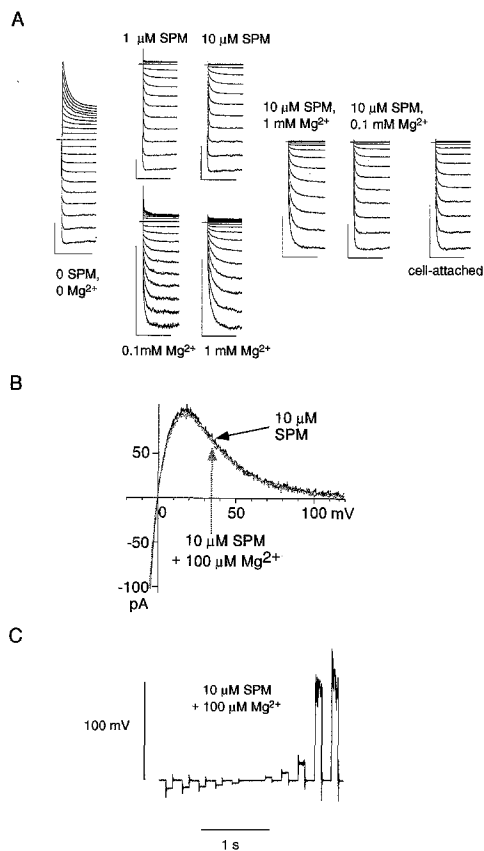 A
1 μM SPM
10 μM SPM
10 μM SPM,
1 mM Mg2+
10 μM SPM,
0.1 mM Mg2+
0 SPM,
0 Mg2+
0.1mM Mg2+
1 mM Mg2+
cell-attached
B
50
10 μM
SPM
0
50
100 mV
-50
10 μM SPM
+ 100 μM Mg2+
-100
pA
C
10 μM SPM
+ 100 μM Mg2+
100 mV
1 s